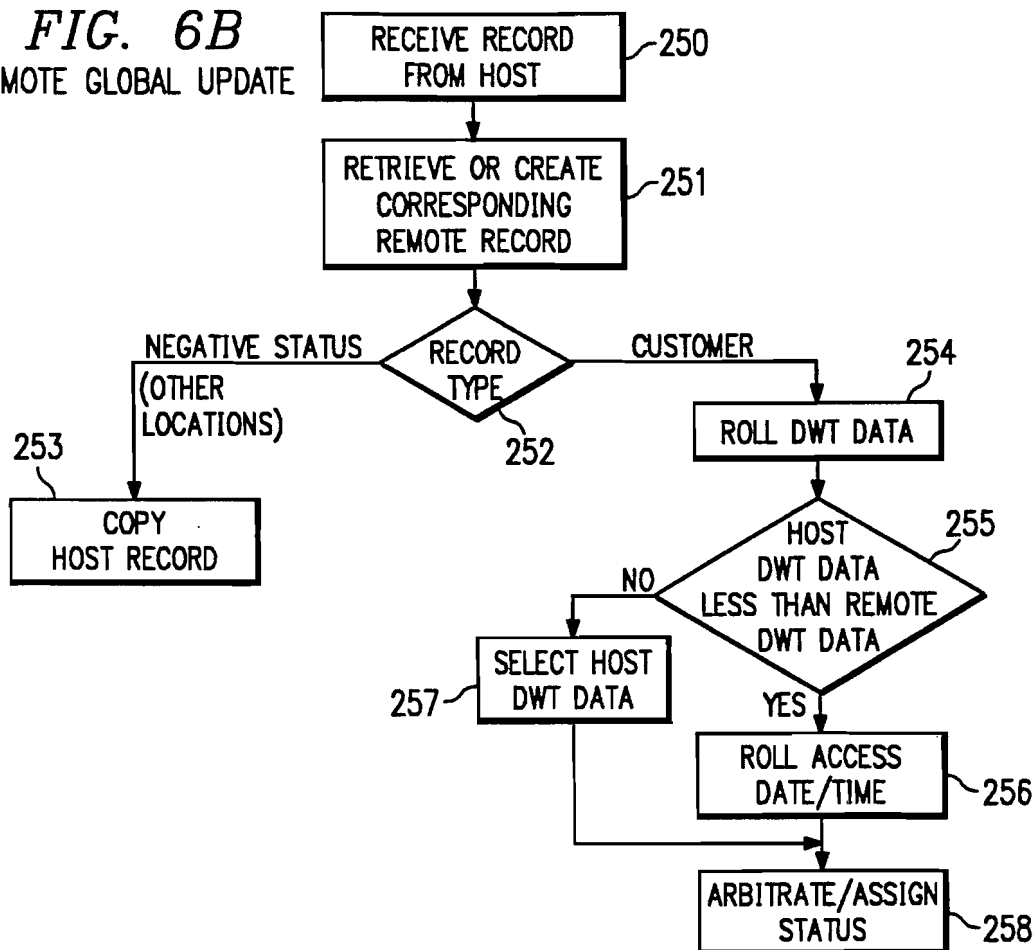 FIG. 6B
MOTE GLOBAL UPDATE
RECEIVE RECORD
FROM HOST
250
RETRIEVE OR CREATE
CORRESPONDING
REMOTE RECORD
251
NEGATIVE STATUS
(OTHER
LOCATIONS)
RECORD
TYPE
252
CUSTOMER
253
COPY
HOST RECORD
254
ROLL DWT DATA
HOST
DWT DATA
LESS THAN REMOTE
DWT DATA
255
NO
SELECT HOST
DWT DATA
257
YES
ROLL ACCESS
DATE/TIME
256
ARBITRATE/ASSIGN
STATUS
258